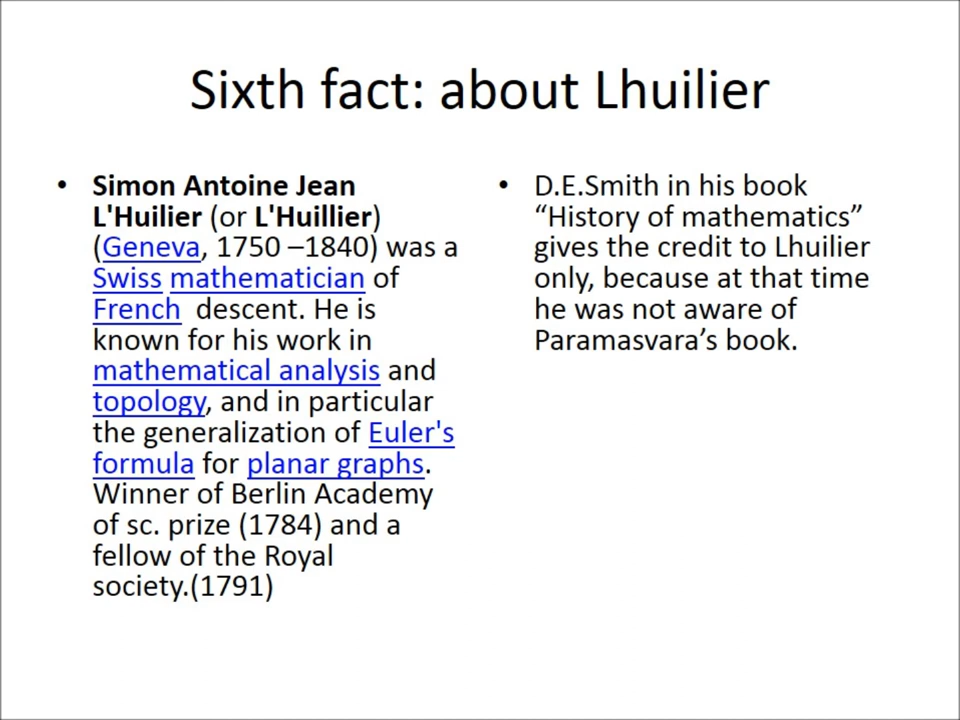 Sixth fact: about Lhuilier
• Simon Antoine Jean
L'Huilier (or L'Huillier)
(Geneva, 1750 –1840) was a
Swiss mathematician of
French descent. He is
known for his work in
mathematical analysis and
topology, and in particular
the generalization of Euler's
formula for planar graphs.
Winner of Berlin Academy
of sc. prize (1784) and a
fellow of the Royal
society.(1791)
• D.E.Smith in his book
“History of mathematics”
gives the credit to Lhuilier
only, because at that time
he was not aware of
Paramasvara’s book.